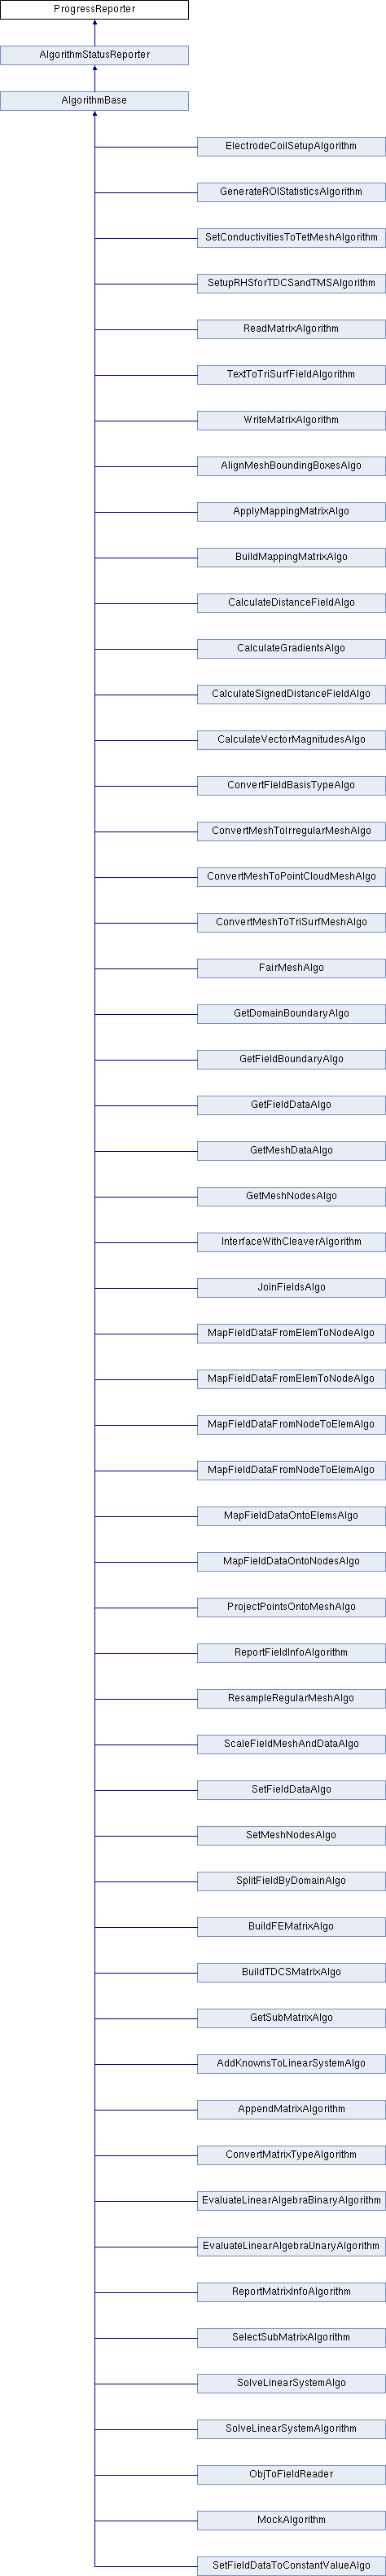 ProgressReporter
AlgorithmStatusReporter
AlgorithmBase
ElectrodeCoilSetupAlgorithm
GenerateROIStatisticsAlgorithm
SetConductivitiesToTetMeshAlgorithm
SetupRHSforTDCSandTMSAlgorithm
ReadMatrixAlgorithm
TextToTriSurfFieldAlgorithm
WriteMatrixAlgorithm
AlignMeshBoundingBoxesAlgo
ApplyMappingMatrixAlgo
BuildMappingMatrixAlgo
CalculateDistanceFieldAlgo
CalculateGradientsAlgo
CalculateSignedDistanceFieldAlgo
CalculateVectorMagnitudesAlgo
ConvertFieldBasisTypeAlgo
ConvertMeshToIrregularMeshAlgo
ConvertMeshToPointCloudMeshAlgo
ConvertMeshToTriSurfMeshAlgo
FairMeshAlgo
GetDomainBoundaryAlgo
GetFieldBoundaryAlgo
GetFieldDataAlgo
GetMeshDataAlgo
GetMeshNodesAlgo
InterfaceWithCleaverAlgorithm
JoinFieldsAlgo
MapFieldDataFromElemToNodeAlgo
MapFieldDataFromElemToNodeAlgo
MapFieldDataFromNodeToElemAlgo
MapFieldDataFromNodeToElemAlgo
MapFieldDataOntoElemsAlgo
MapFieldDataOntoNodesAlgo
ProjectPointsOntoMeshAlgo
ReportFieldInfoAlgorithm
ResampleRegularMeshAlgo
ScaleFieldMeshAndDataAlgo
SetFieldDataAlgo
SetMeshNodesAlgo
SplitFieldByDomainAlgo
BuildFEMatrixAlgo
BuildTDCSMatrixAlgo
GetSubMatrixAlgo
AddKnownsToLinearSystemAlgo
AppendMatrixAlgorithm
ConvertMatrixTypeAlgorithm
EvaluateLinearAlgebraBinaryAlgorithm
EvaluateLinearAlgebraUnaryAlgorithm
ReportMatrixInfoAlgorithm
SelectSubMatrixAlgorithm
SolveLinearSystemAlgo
SolveLinearSystemAlgorithm
ObjToFieldReader
MockAlgorithm
SetFieldDataToConstantValueAlgo